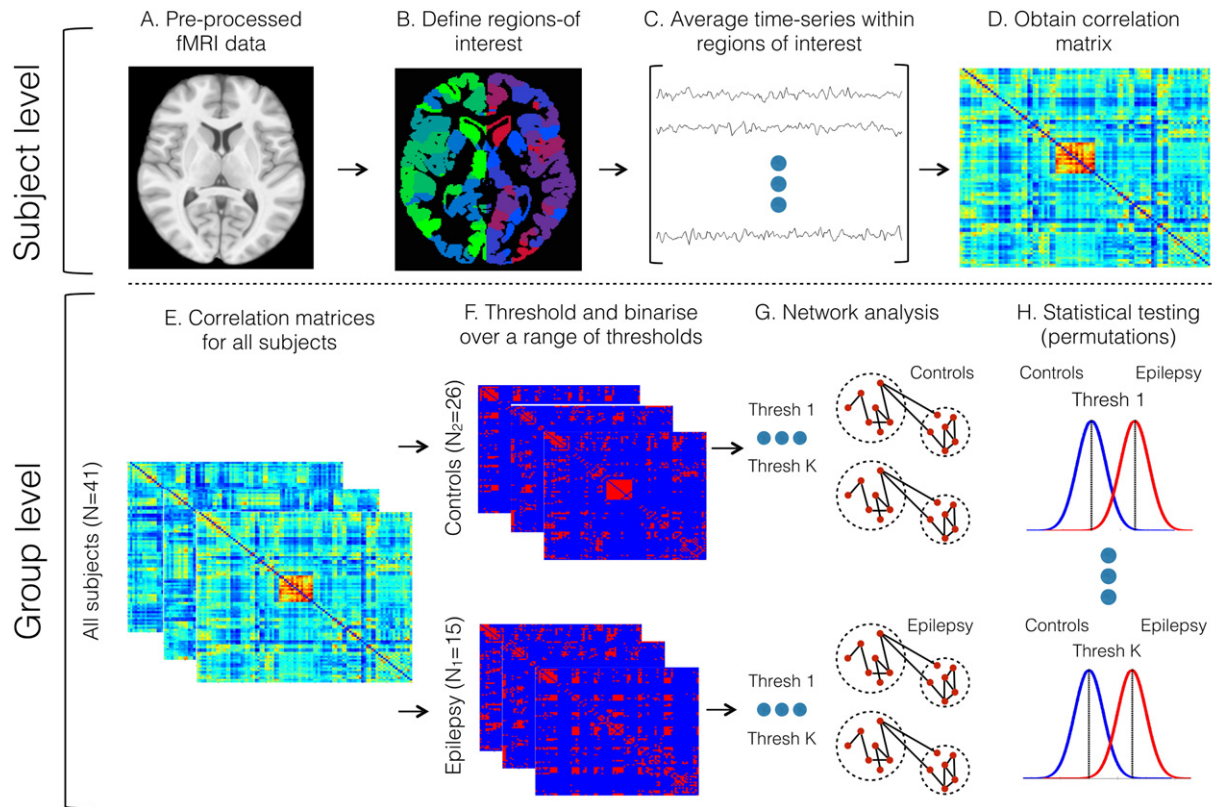 Subject level
A. Pre-processed
fMRI data
B. Define regions-of
interest
C. Average time-series within
regions of interest
D. Obtain correlation
matrix
Group level
E. Correlation matrices
for all subjects
All subjects (N=41)
F. Threshold and binarise
over a range of thresholds
Controls (N₂=26)
Epilepsy (N₁=15)
G. Network analysis
Controls
Thresh 1
Thresh K
Epilepsy
Thresh 1
Thresh K
H. Statistical testing
(permutations)
Controls Epilepsy
Thresh 1
Controls Epilepsy
Thresh K